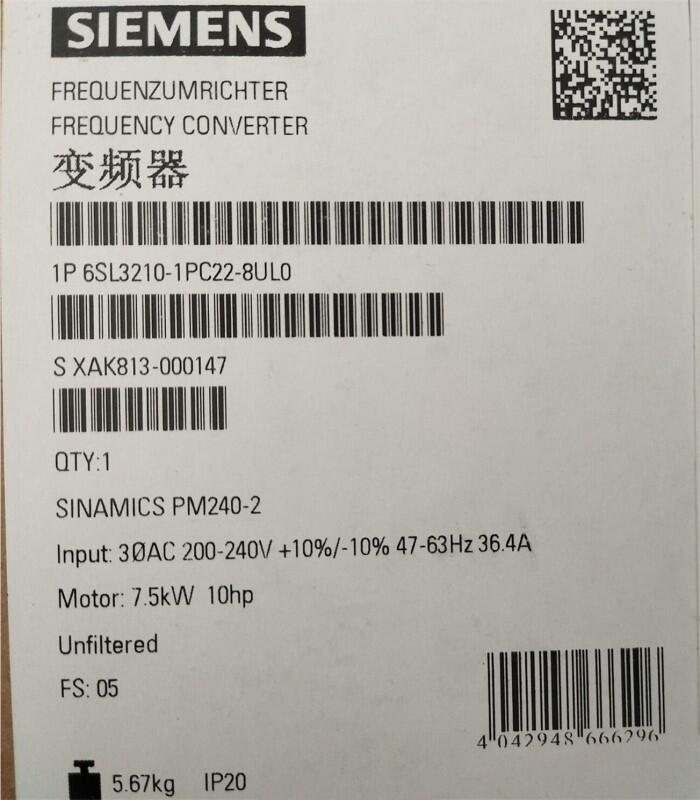 SIEMENS
FREQUENZUMRICHTER
FREQUENCY CONVERTER
变频器
1P 6SL3210-1PC22-8UL0
S XAK813-000147
QTY:1
SINAMICS PM240-2
Input: 3ØAC 200-240V +10%/-10% 47-63Hz 36.4A
Motor: 7.5kW 10hp
Unfiltered
FS: 05
4 042948 666296
5.67kg IP20